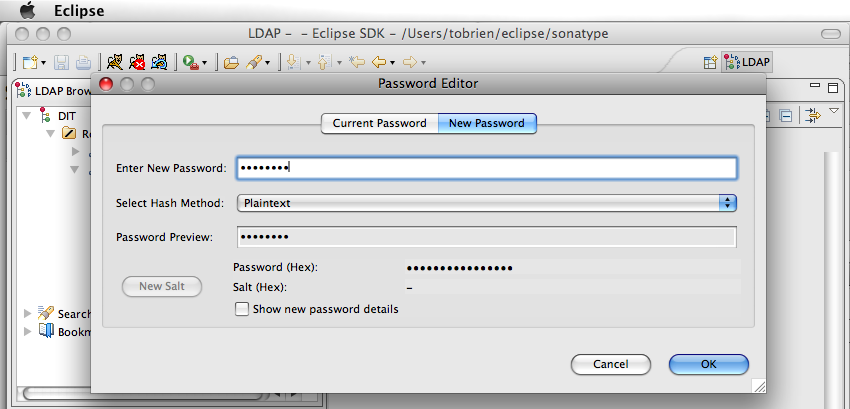 Eclipse
LDAP - - Eclipse SDK - /Users/tobrien/eclipse/sonatype
LDAP
LDAP Brow
Password Editor
DIT
Current Password New Password
Enter New Password: ••••••••
Select Hash Method: Plaintext
Password Preview: ••••••••
Password (Hex): ••••••••••••••••
New Salt
Salt (Hex): –
Search
Show new password details
Bookm
Cancel OK